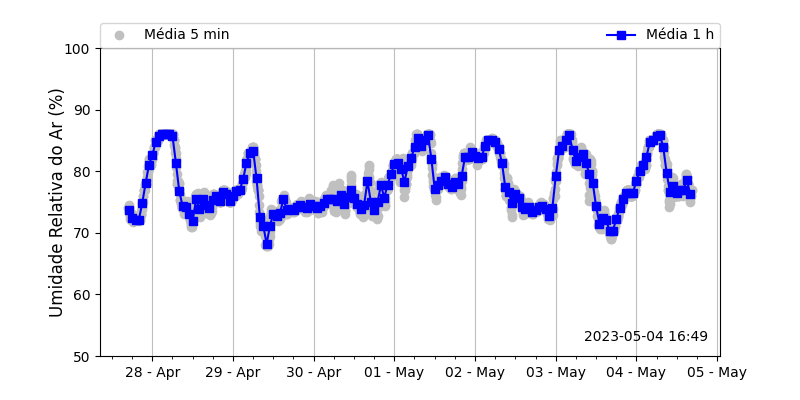 Média 5 min
Média 1 h
Umidade Relativa do Ar (%)
100
90
80
70
60
50
2023-05-04 16:49
28 - Apr
29 - Apr
30 - Apr
01 - May
02 - May
03 - May
04 - May
05 - May